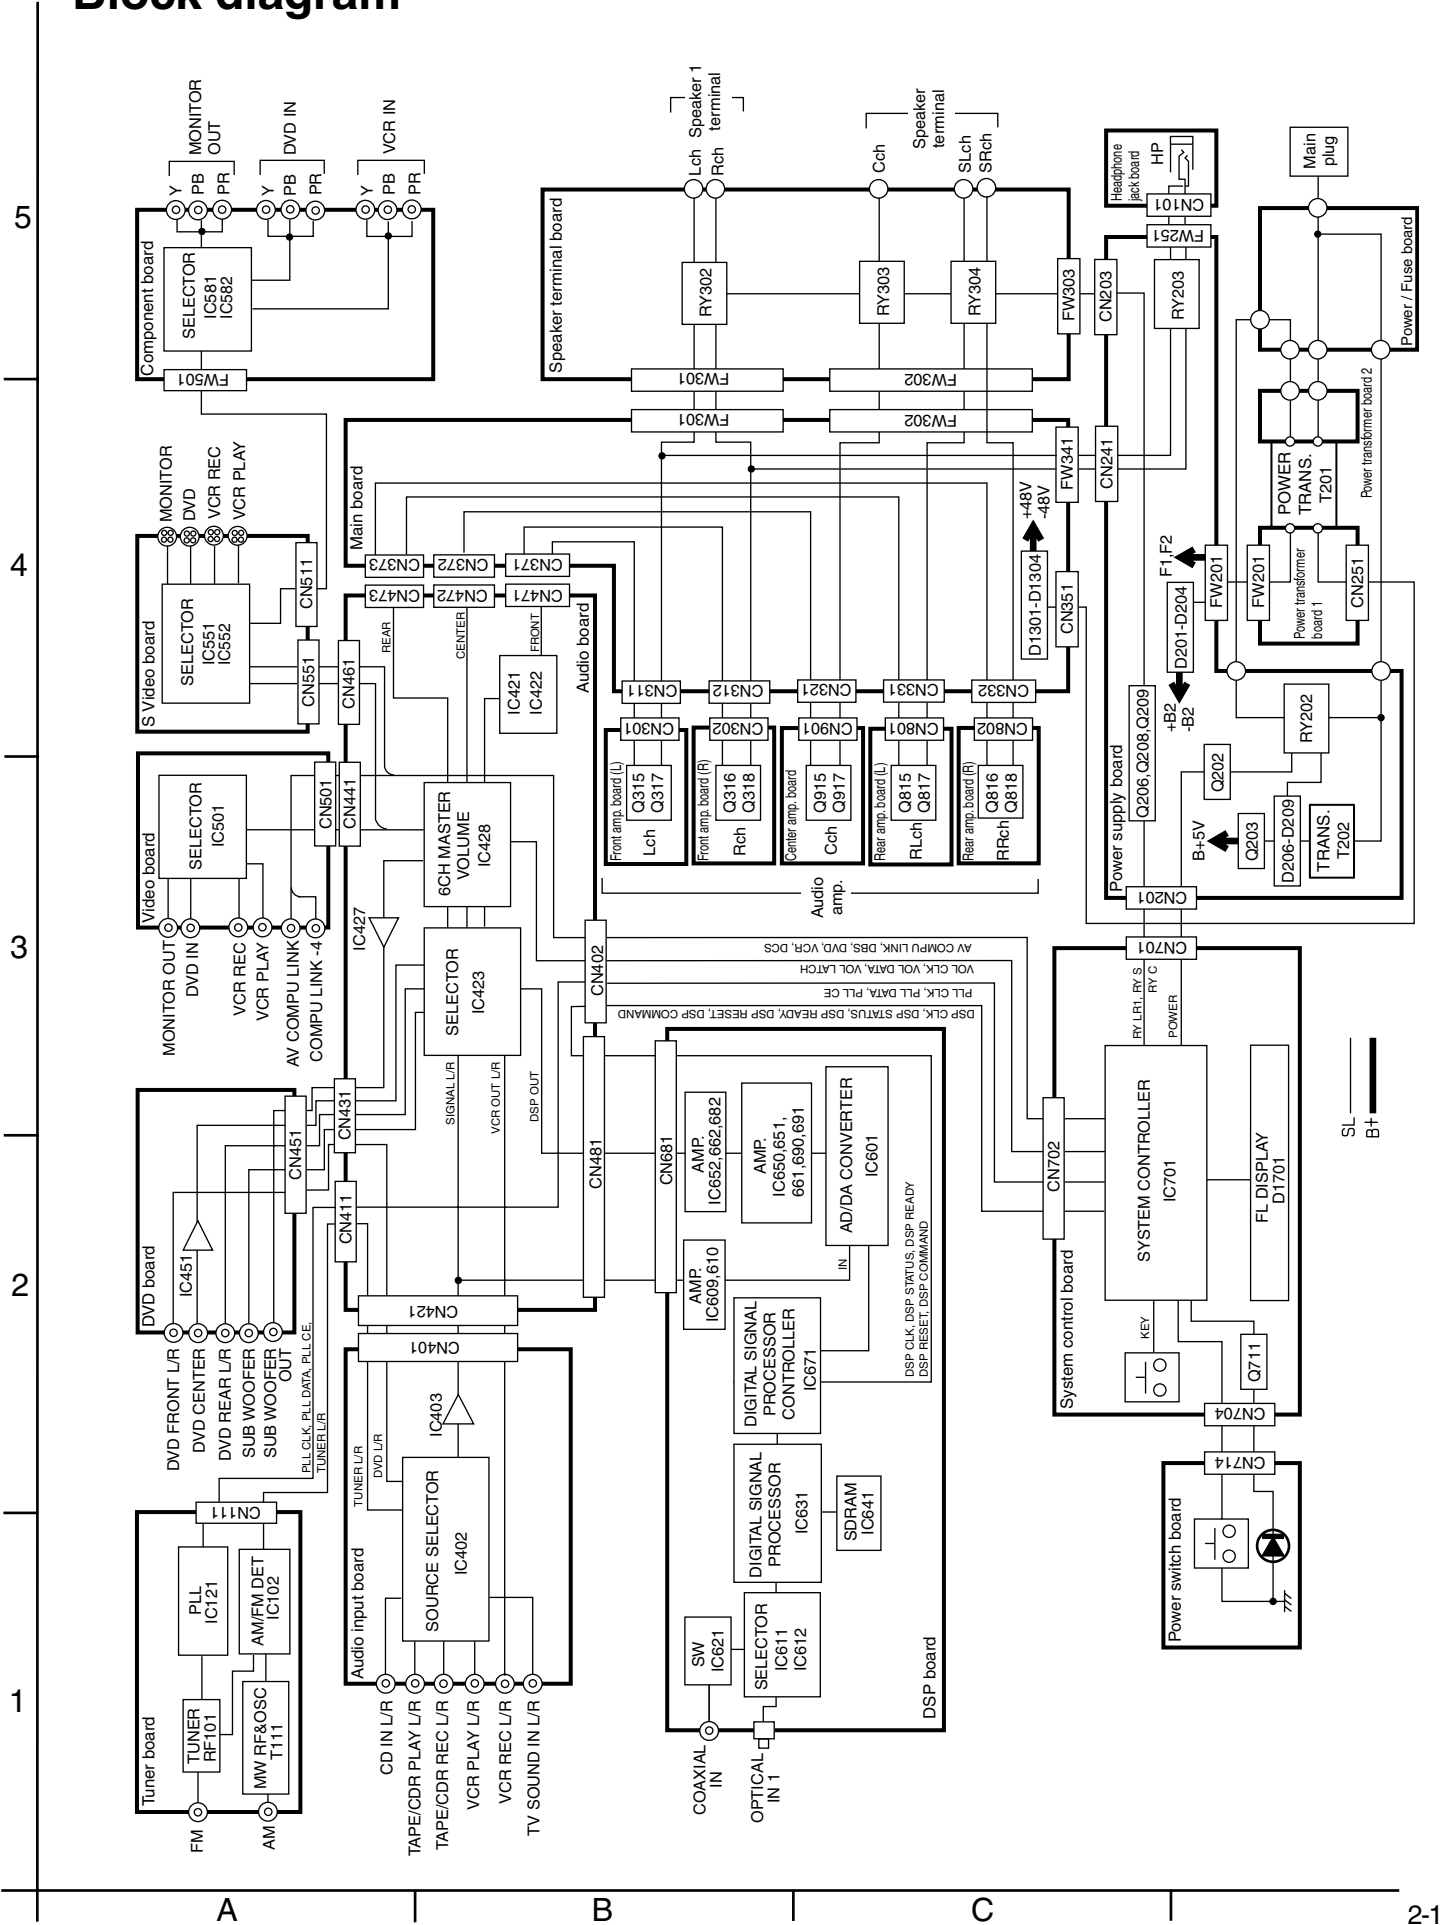 Block diagram
5
4
3
2
1
A
B
C
2-1
Component board
SELECTOR
IC581
IC582
FW501
Y
PB
PR
MONITOR
OUT
Y
PB
PR
DVD IN
Y
PB
PR
VCR IN
S Video board
SELECTOR
IC551
IC552
MONITOR
DVD
VCR REC
VCR PLAY
CN511
CN551
CN461
Video board
SELECTOR
IC501
CN501
CN441
MONITOR OUT
DVD IN
VCR REC
VCR PLAY
AV COMPU LINK
COMPU LINK -4
DVD board
IC451
CN451
CN431
CN411
DVD FRONT L/R
DVD CENTER
DVD REAR L/R
SUB WOOFER
SUB WOOFER
OUT
PLL CLK, PLL DATA, PLL CE,
TUNER L/R
Tuner board
PLL
IC121
AM/FM DET
IC102
TUNER
RF101
MW RF&OSC
T111
CN111
FM
AM
Audio input board
SOURCE SELECTOR
IC402
IC403
CN401
CN421
TUNER L/R
DVD L/R
CD IN L/R
TAPE/CDR PLAY L/R
TAPE/CDR REC L/R
VCR PLAY L/R
VCR REC L/R
TV SOUND IN L/R
Audio board
CN473
CN472
CN471
REAR
CENTER
FRONT
IC421
IC422
6CH MASTER
VOLUME
IC428
IC427
SELECTOR
IC423
SIGNAL L/R
VCR OUT L/R
DSP OUT
CN402
CN481
Main board
CN373
CN372
CN371
FW301
FW302
FW341
D1301-D1304
+48V
-48V
CN351
CN311
CN312
CN321
CN331
CN332
Speaker terminal board
RY302
RY303
RY304
FW301
FW302
FW303
Lch
Rch
Speaker 1
terminal
Cch
SLch
SRch
Speaker
terminal
Front amp. board (L)
CN301
Q315
Q317
Lch
Front amp. board (R)
CN302
Q316
Q318
Rch
Center amp. board
CN901
Q915
Q917
Cch
Rear amp. board (L)
CN801
Q815
Q817
RLch
Rear amp. board (R)
CN802
Q816
Q818
RRch
Audio
amp.
AV COMPU LINK, DBS, DVD, VCR, DCS
VOL CLK, VOL DATA, VOL LATCH
PLL CLK, PLL DATA, PLL CE
DSP CLK, DSP STATUS, DSP READY, DSP RESET, DSP COMMAND
DSP board
CN681
AMP.
IC652,662,682
AMP.
IC650,651,
661,690,691
AD/DA CONVERTER
IC601
IN
AMP.
IC609,610
DIGITAL SIGNAL
PROCESSOR
CONTROLLER
IC671
DSP CLK, DSP STATUS, DSP READY
DSP RESET, DSP COMMAND
DIGITAL SIGNAL
PROCESSOR
IC631
SDRAM
IC641
SW
IC621
SELECTOR
IC611
IC612
COAXIAL
IN
OPTICAL
IN 1
Headphone
jack board
HP
CN101
FW251
RY203
CN203
CN241
Power supply board
Q206,Q208,Q209
Q202
RY202
Q203
B+5V
D206-D209
TRANS.
T202
D201-D204
+B2
-B2
F1,F2
FW201
CN201
Main
plug
Power / Fuse board
Power transformer board 2
POWER
TRANS.
T201
FW201
Power transformer
board 1
CN251
System control board
CN701
CN702
RY LR1, RY S
RY C
POWER
SYSTEM CONTROLLER
IC701
FL DISPLAY
D1701
KEY
Q711
CN704
Power switch board
CN714
SL
B+